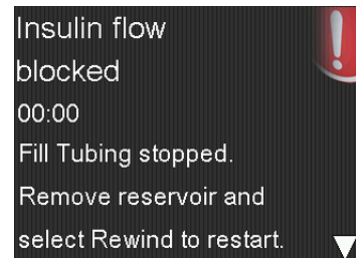 Insulin flow
blocked
00:00
Fill Tubing stopped.
Remove reservoir and
select Rewind to restart.